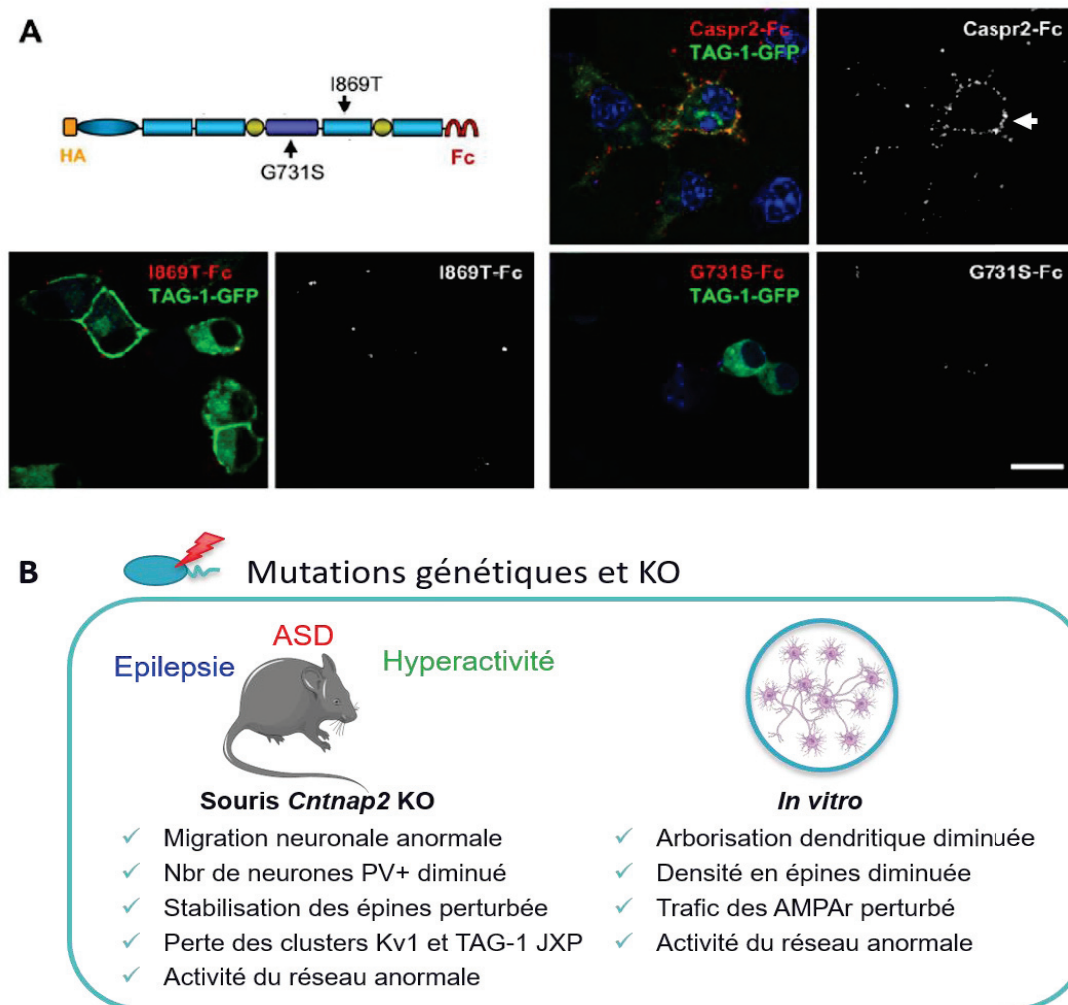 A
I869T
HA
G731S
Fc
Caspr2-Fc
TAG-1-GFP
Caspr2-Fc
I869T-Fc
TAG-1-GFP
I869T-Fc
G731S-Fc
TAG-1-GFP
G731S-Fc
B
Mutations génétiques et KO
ASD
Epilepsie
Hyperactivité
Souris Cntnap2 KO
Migration neuronale anormale
Nbr de neurones PV+ diminué
Stabilisation des épines perturbée
Perte des clusters Kv1 et TAG-1 JXP
Activité du réseau anormale
In vitro
Arborisation dendritique diminuée
Densité en épines diminuée
Trafic des AMPAr perturbé
Activité du réseau anormale